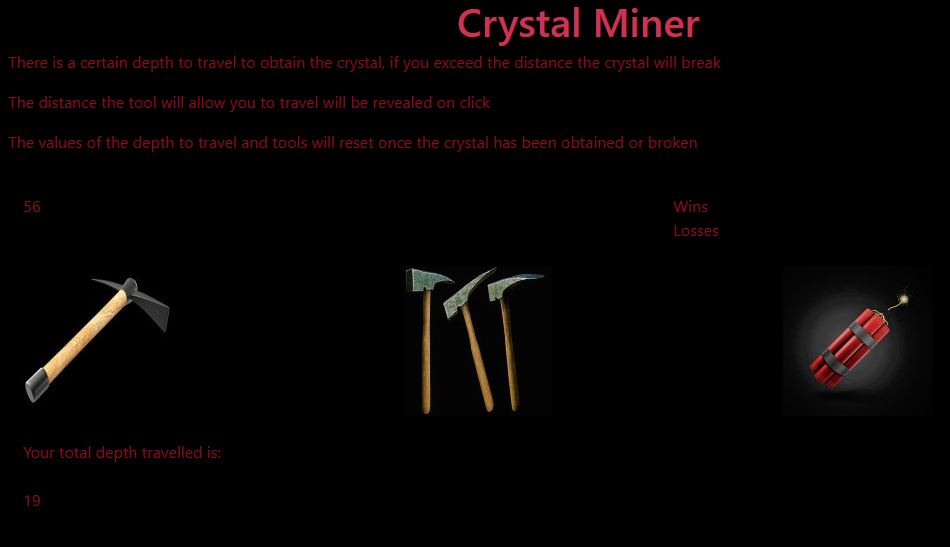 Crystal Miner
There is a certain depth to travel to obtain the crystal, if you exceed the distance the crystal will break
The distance the tool will allow you to travel will be revealed on click
The values of the depth to travel and tools will reset once the crystal has been obtained or broken
56
Wins
Losses
Your total depth travelled is:
19